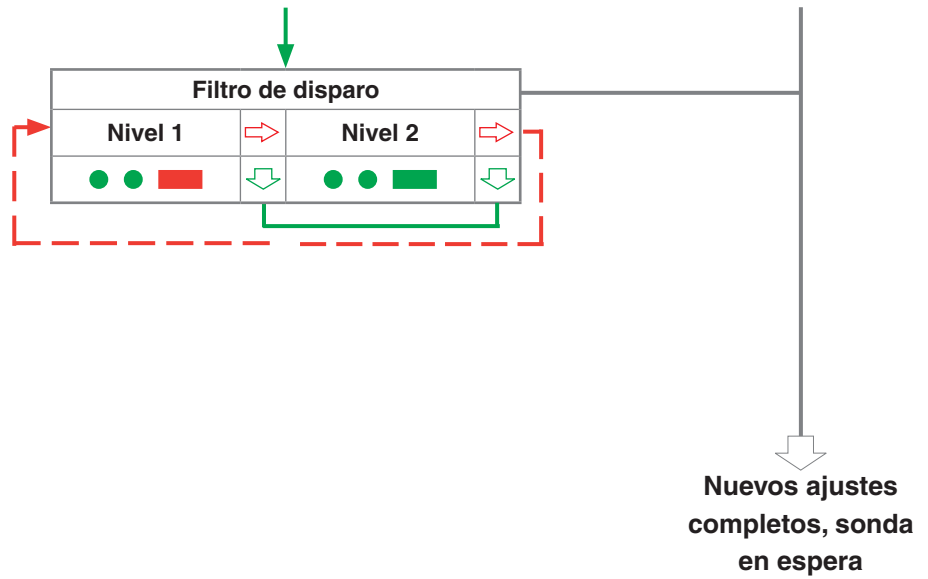 Filtro de disparo
Nivel 1
Nivel 2
Nuevos ajustes
completos, sonda
en espera